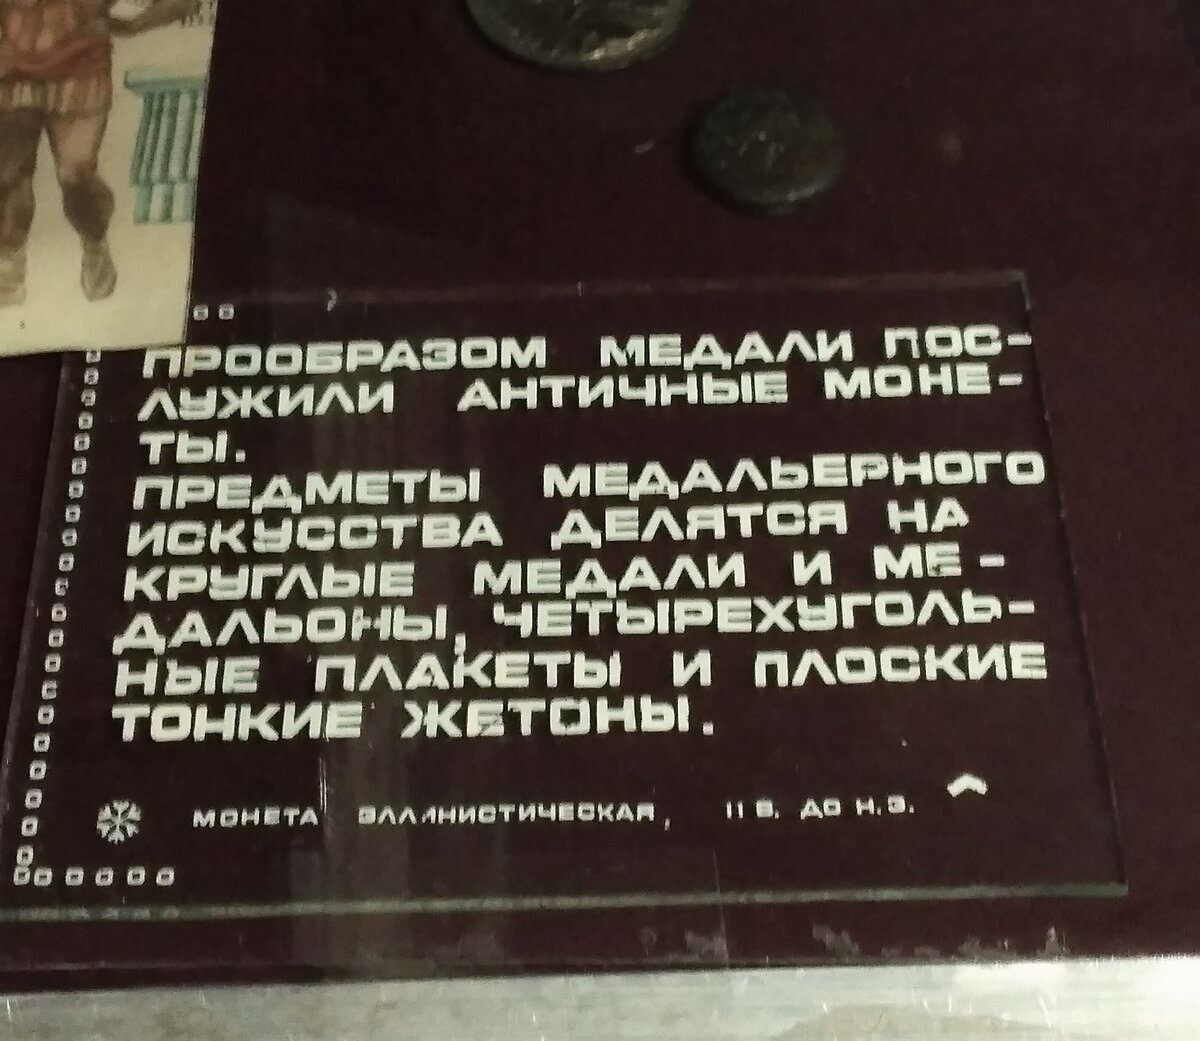 ПРООБРАЗОМ МЕДАЛИ ПОС-
ЛУЖИЛИ АНТИЧНЫЕ МОНЕ-
ТЫ.
ПРЕДМЕТЫ МЕДАЛЬЕРНОГО
ИСКУССТВА ДЕЛЯТСЯ НА
КРУГЛЫЕ МЕДАЛИ И МЕ-
ДАЛЬОНЫ, ЧЕТЫРЕХУГОЛЬ-
НЫЕ ПЛАКЕТЫ И ПЛОСКИЕ
ТОНКИЕ ЖЕТОНЫ.
МОНЕТА ЭЛЛИНИСТИЧЕСКАЯ, II В. ДО Н.Э.